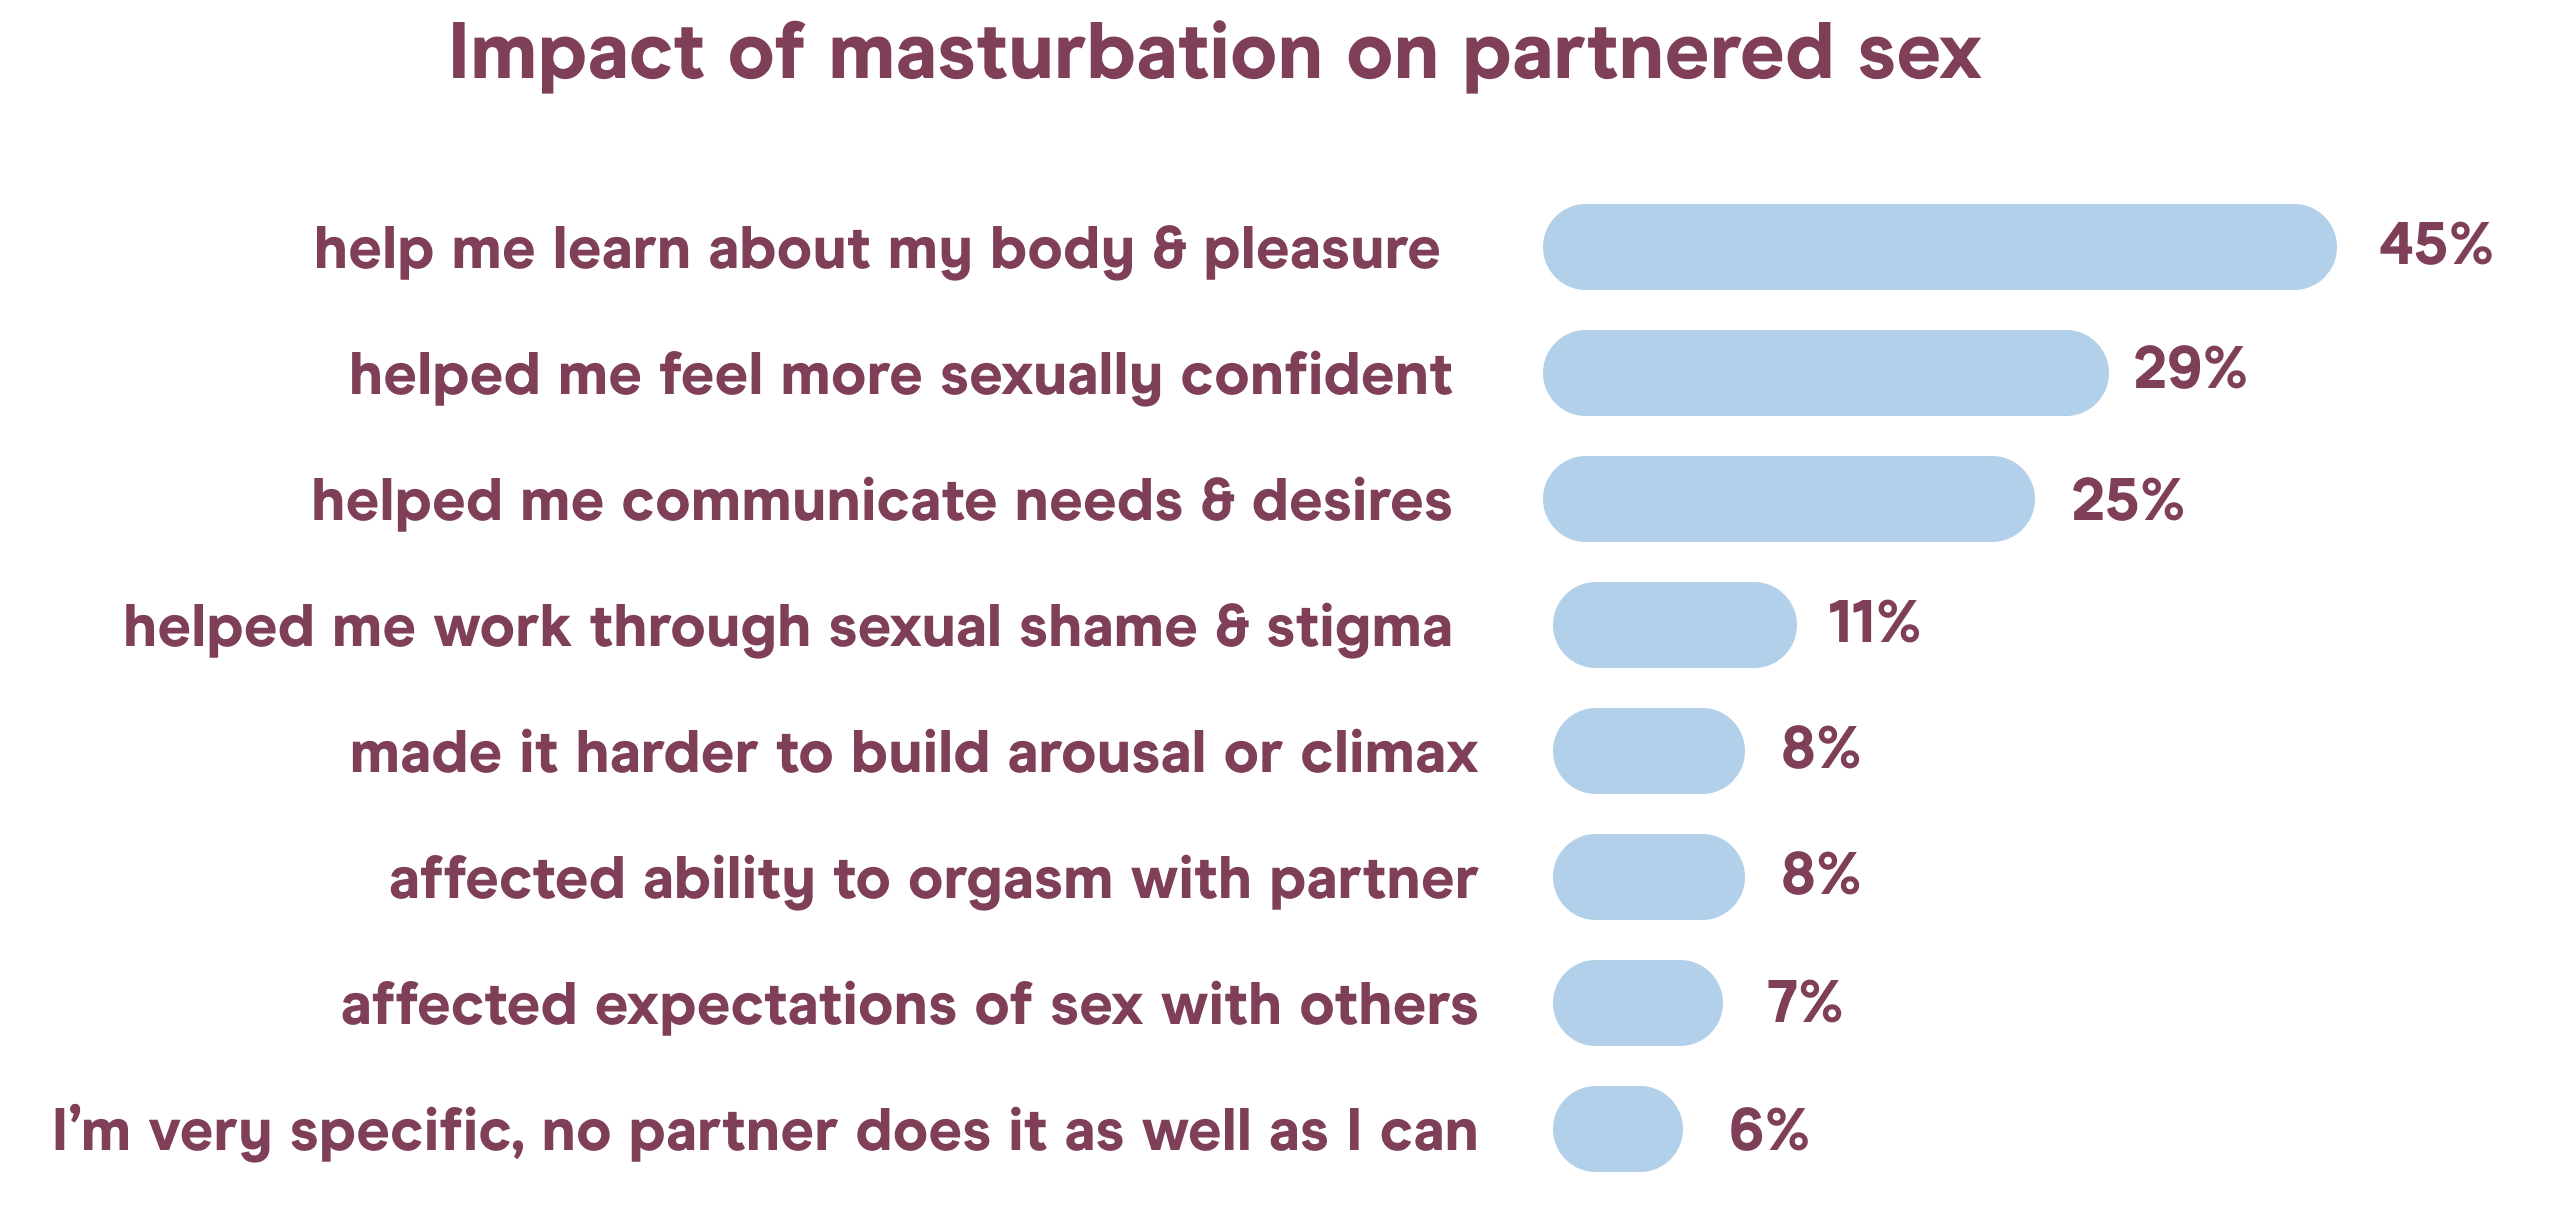 Impact of masturbation on partnered sex
help me learn about my body & pleasure 45%
helped me feel more sexually confident 29%
helped me communicate needs & desires 25%
helped me work through sexual shame & stigma 11%
made it harder to build arousal or climax 8%
affected ability to orgasm with partner 8%
affected expectations of sex with others 7%
I’m very specific, no partner does it as well as I can 6%